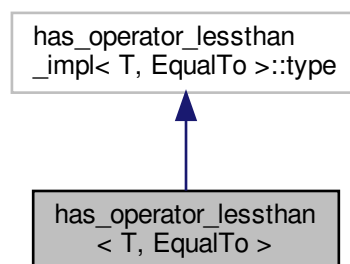 has_operator_lessthan
_impl< T, EqualTo >::type
has_operator_lessthan
< T, EqualTo >